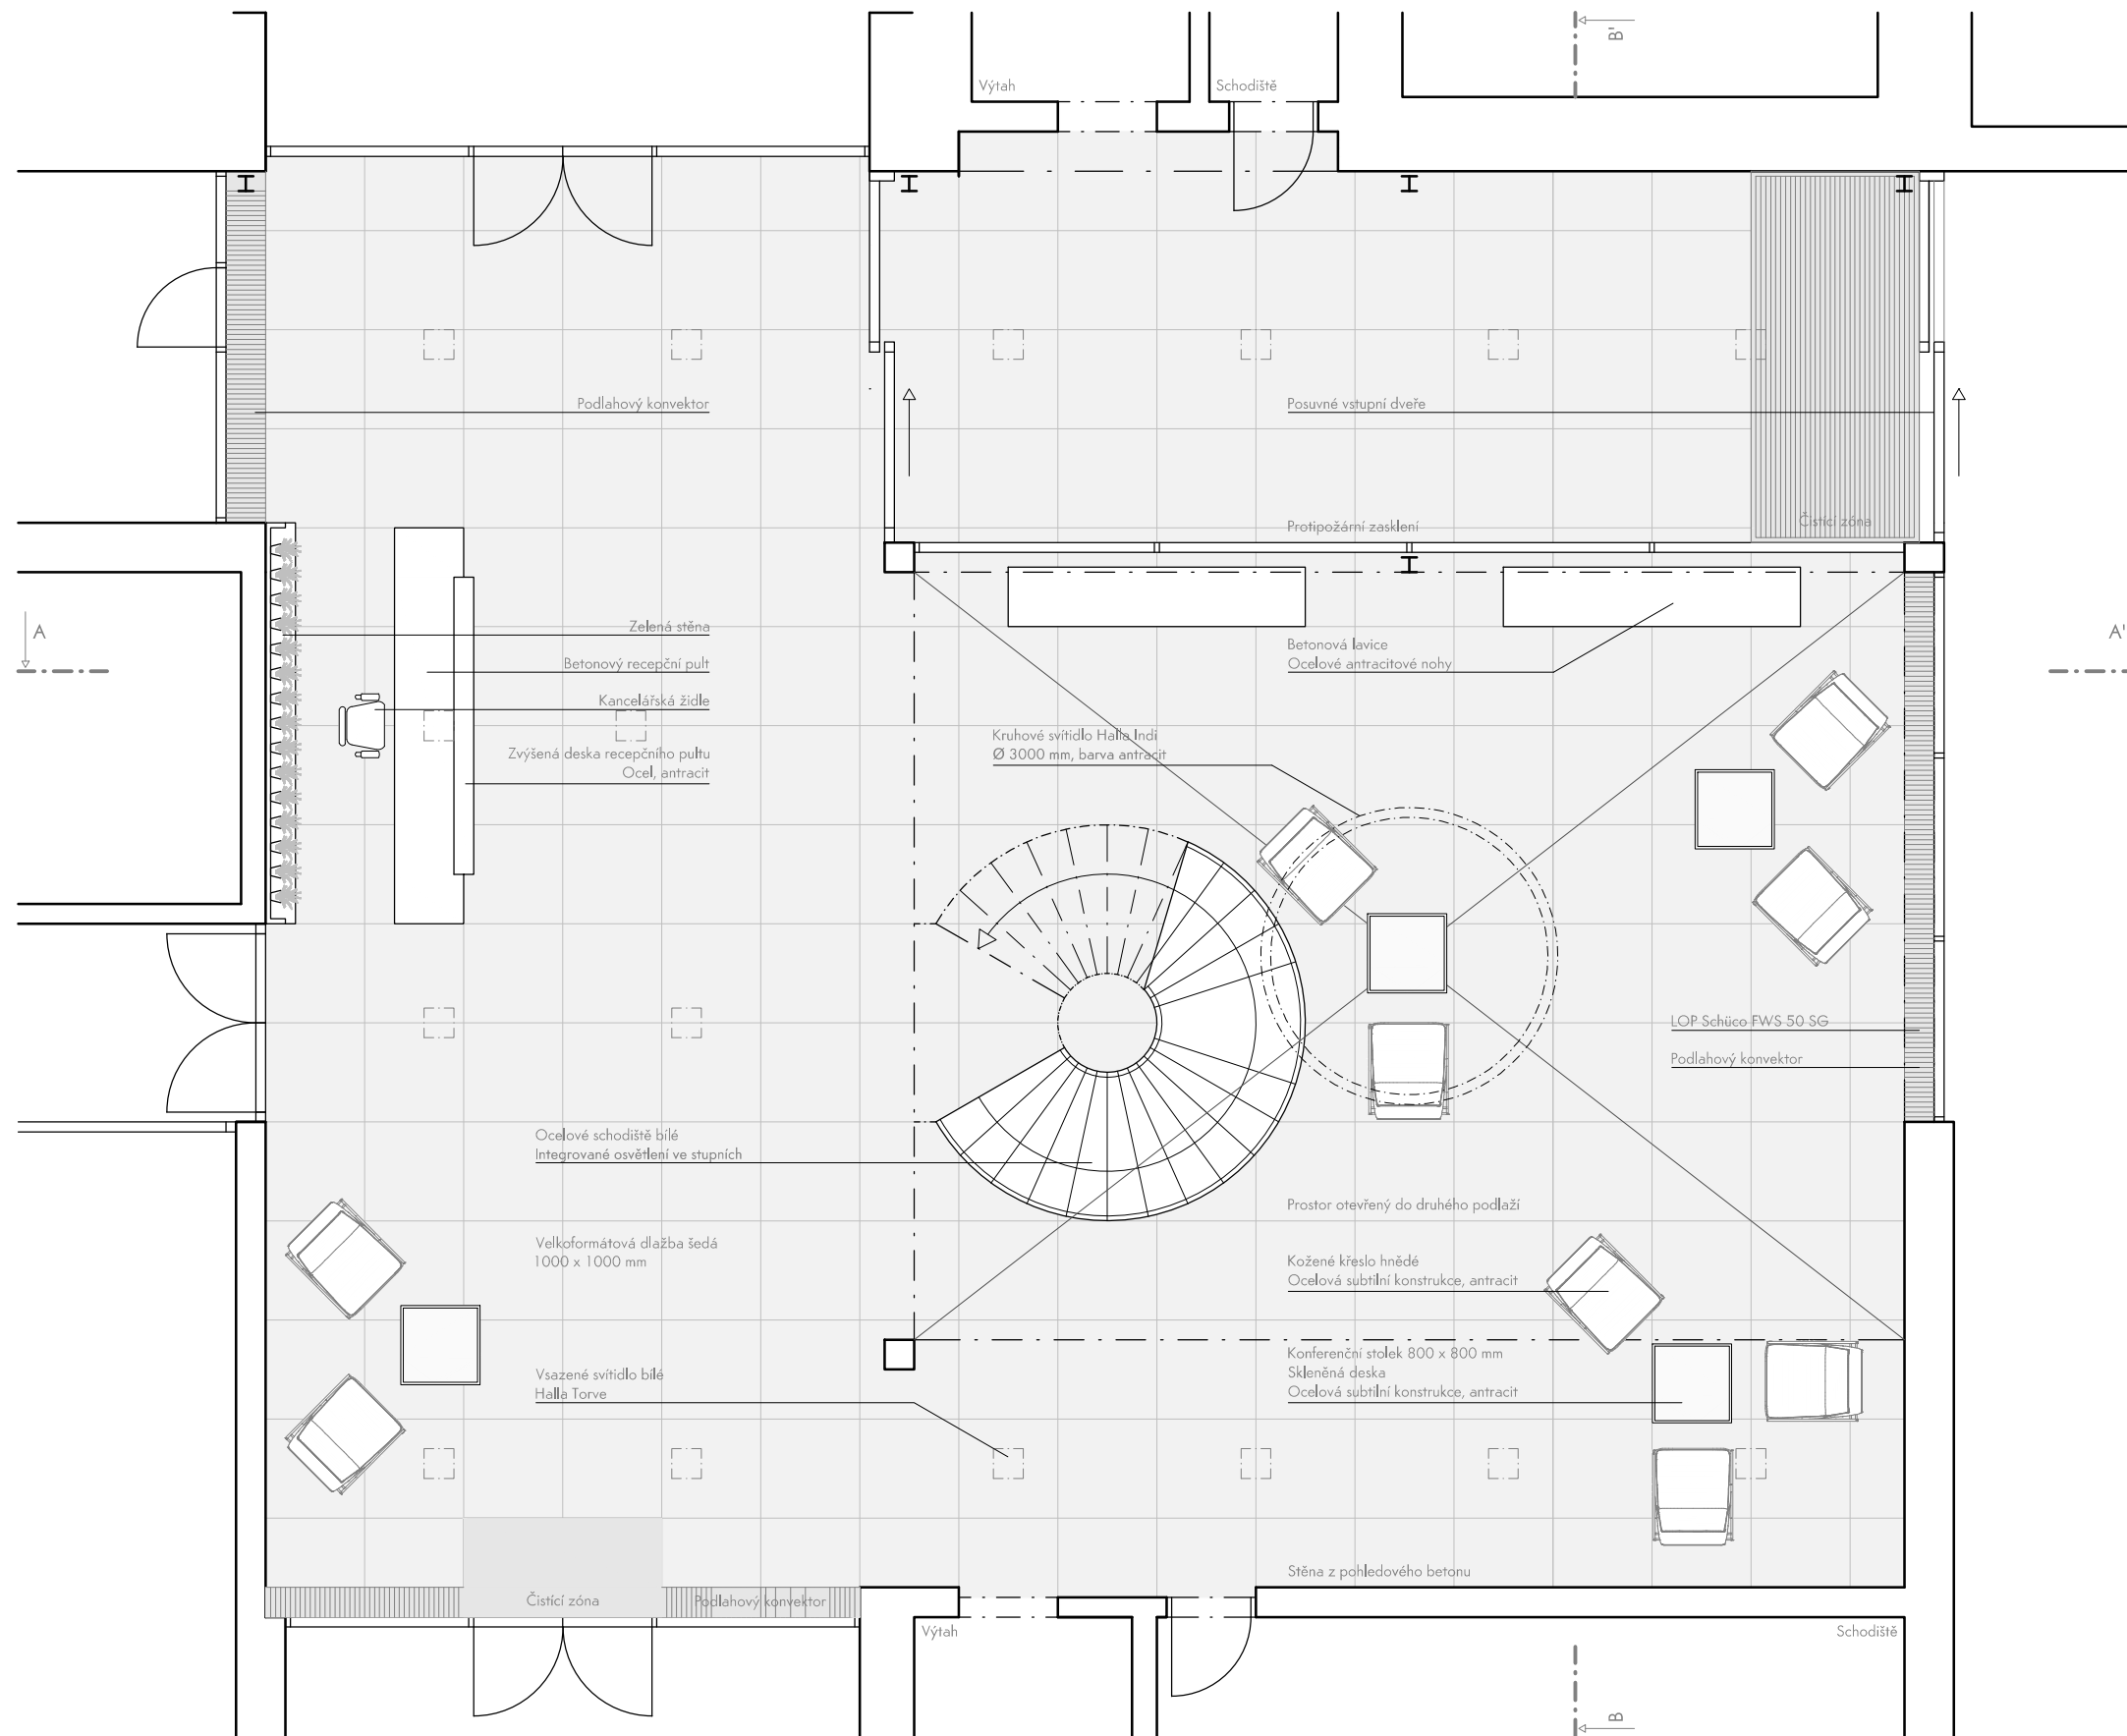 B'
Výtah
Schodiště
Podlahový konvektor
Posuvné vstupní dveře
Protipožární zasklení
Čistící zóna
A
A'
Zelená stěna
Betonový recepční pult
Kancelářská židle
Zvýšená deska recepčního pultu
Ocel, antracit
Betonová lavice
Ocelové antracitové nohy
Kruhové svítidlo Halla Indi
Ø 3000 mm, barva antracit
LOP Schüco FWS 50 SG
Podlahový konvektor
Ocelové schodiště bílé
Integrované osvětlení ve stupních
Prostor otevřený do druhého podlaží
Velkoformátová dlažba šedá
1000 x 1000 mm
Kožené křeslo hnědé
Ocelová subtilní konstrukce, antracit
Vsazené svítidlo bílé
Halla Torve
Konferenční stolek 800 x 800 mm
Skleněná deska
Ocelová subtilní konstrukce, antracit
Stěna z pohledového betonu
Čistící zóna
Podlahový konvektor
Výtah
Schodiště
B